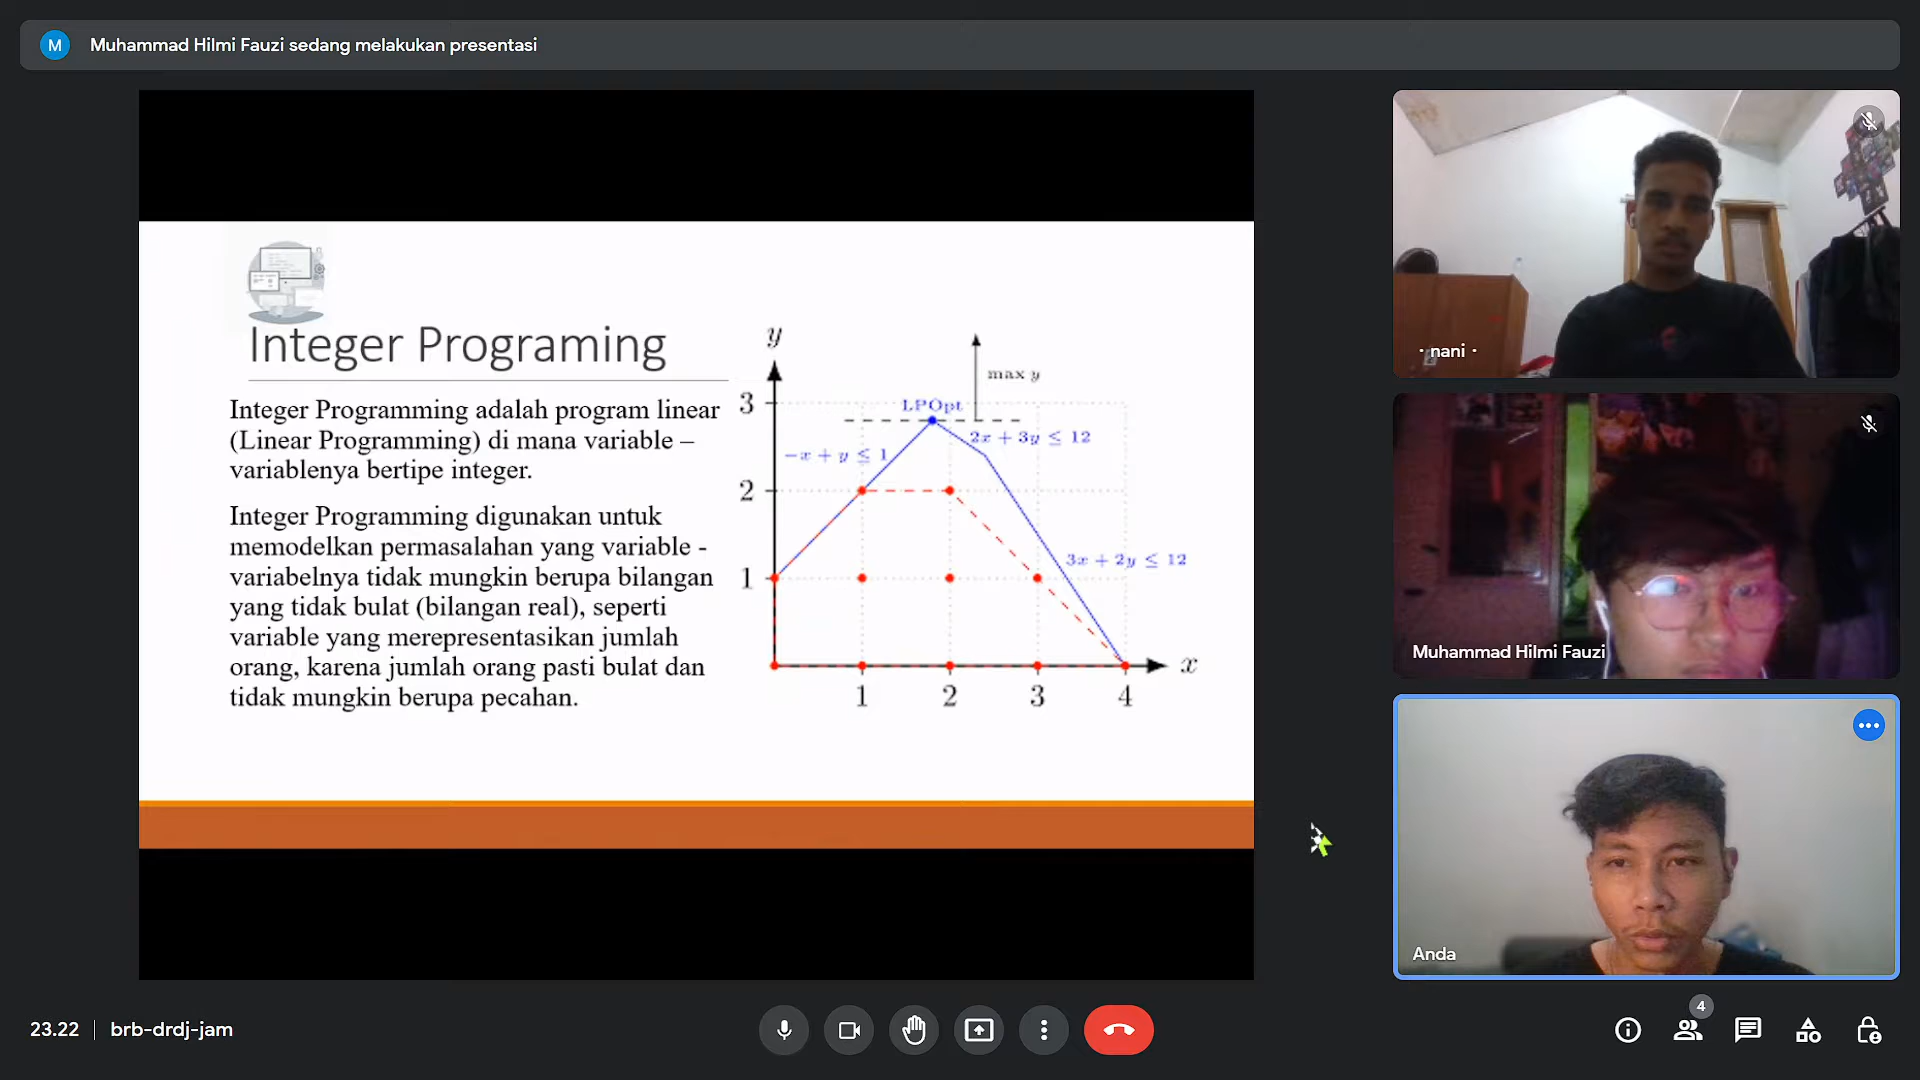 M
Muhammad Hilmi Fauzi sedang melakukan presentasi
Integer Programing
Integer Programming adalah program linear
(Linear Programming) di mana variable –
variablenya bertipe integer.
Integer Programming digunakan untuk
memodelkan permasalahan yang variable -
variabelnya tidak mungkin berupa bilangan
yang tidak bulat (bilangan real), seperti
variable yang merepresentasikan jumlah
orang, karena jumlah orang pasti bulat dan
tidak mungkin berupa pecahan.
y
max y
3
LPOpt
2x + 3y ≤ 12
−x + y ≤ 1
2
3x + 2y ≤ 12
1
x
1 2 3 4
· nani ·
Muhammad Hilmi Fauzi
Anda
23.22 | brb-drdj-jam
4